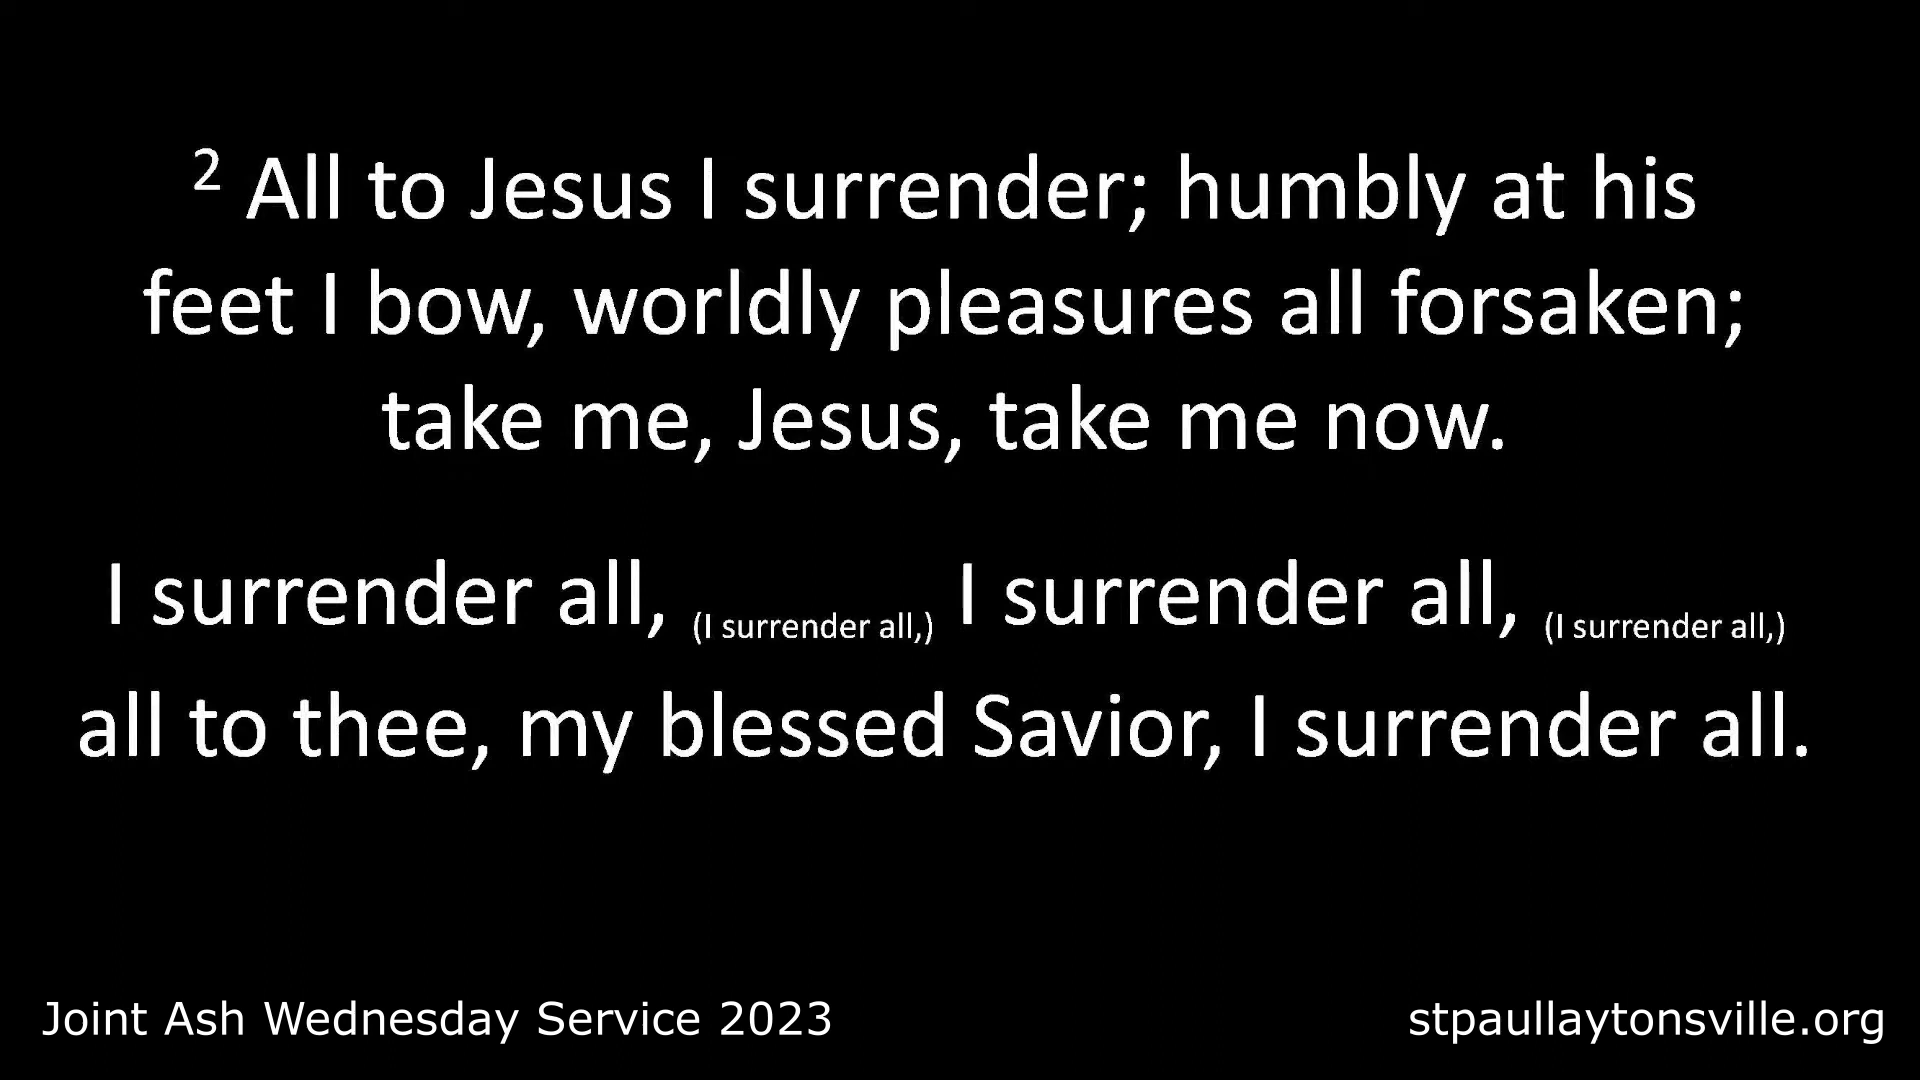 2 All to Jesus I surrender; humbly at his
feet I bow, worldly pleasures all forsaken;
take me, Jesus, take me now.
I surrender all, (I surrender all,) I surrender all, (I surrender all,)
all to thee, my blessed Savior, I surrender all.
Joint Ash Wednesday Service 2023
stpaullaytonsville.org